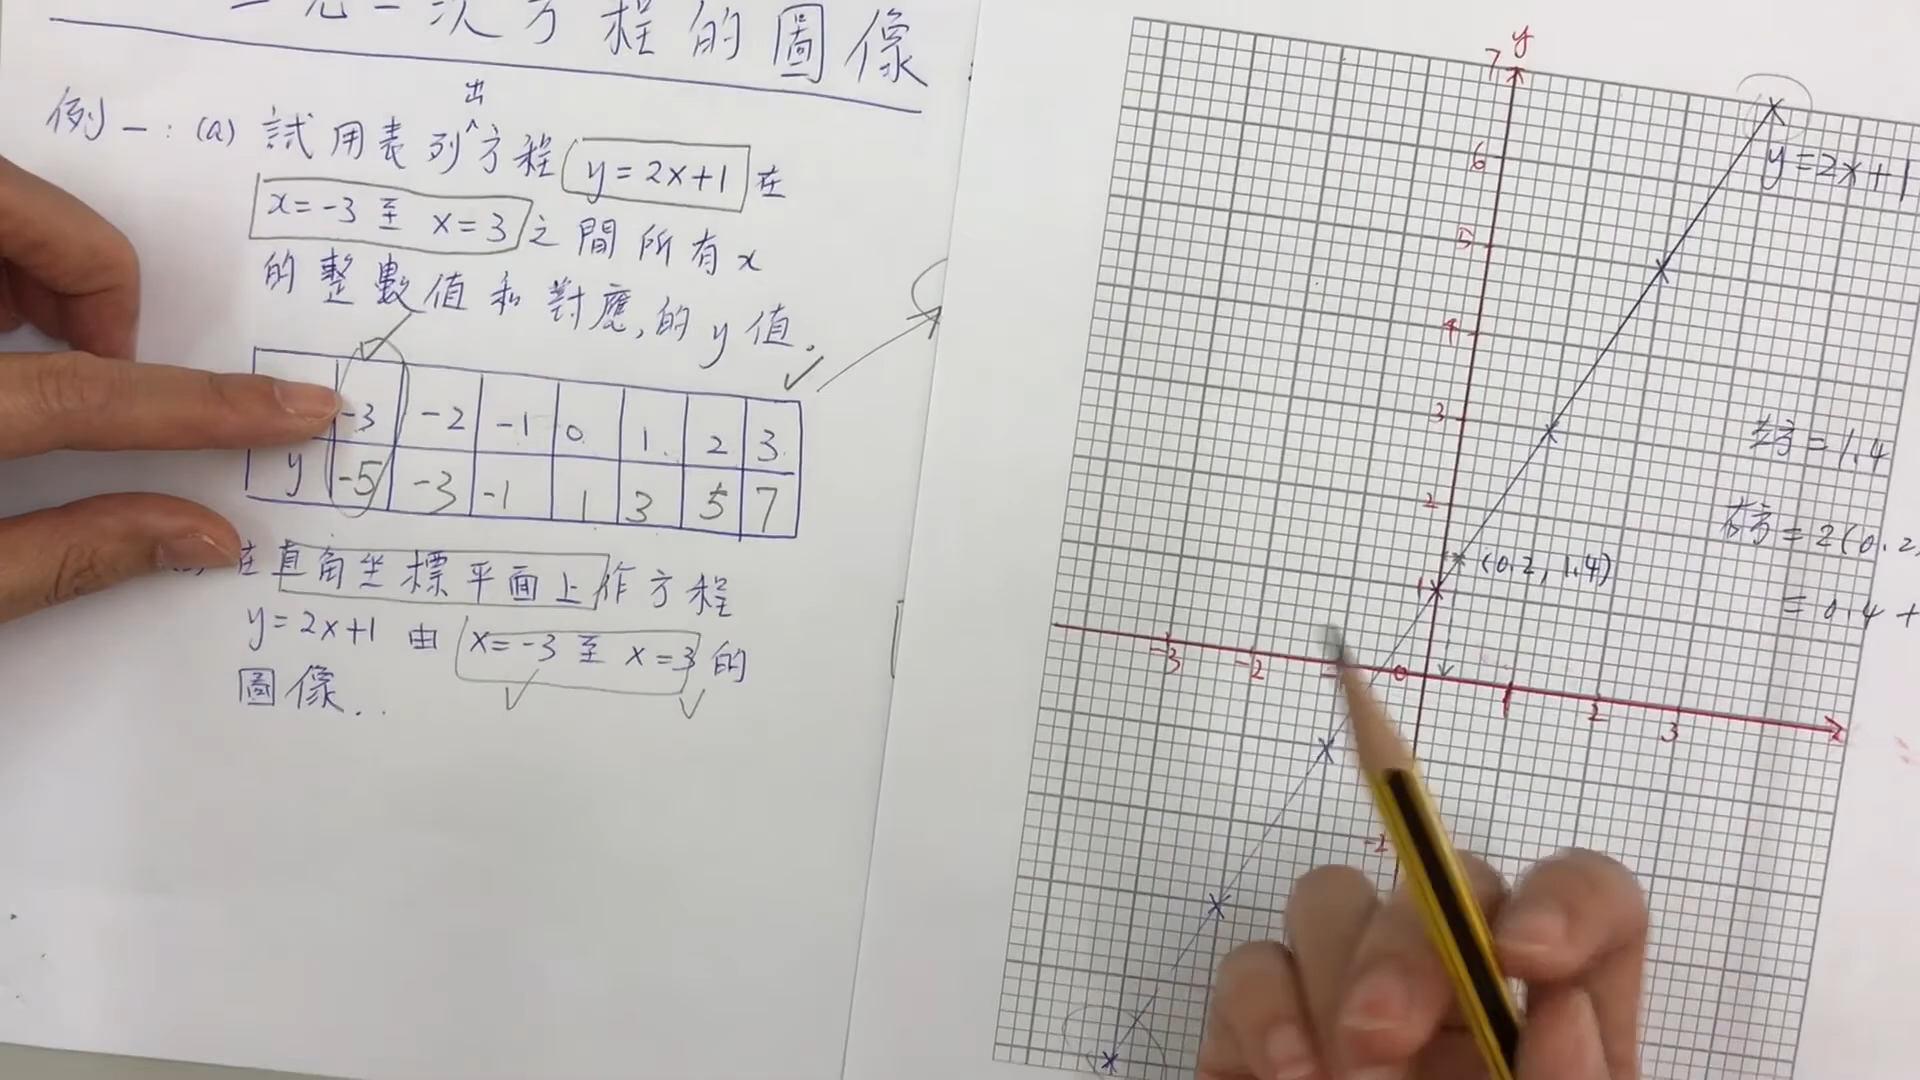 二元一次方程的圖像
例一:(a) 試用表列出方程 y=2x+1 在
x=-3 至 x=3 之間所有 x
的整數值和對應的 y 值.
-3 -2 -1 0 1 2 3
y -5 -3 -1 1 3 5 7
在直角坐標平面上作方程
y=2x+1 由 x=-3 至 x=3 的
圖像.
y
7
6
5
4
3
2
1
-3 -2 0 1 2 3 x
y=2x+1
(0.2, 1.4)
左方=1.4
右方=2(0.2
=0.4+